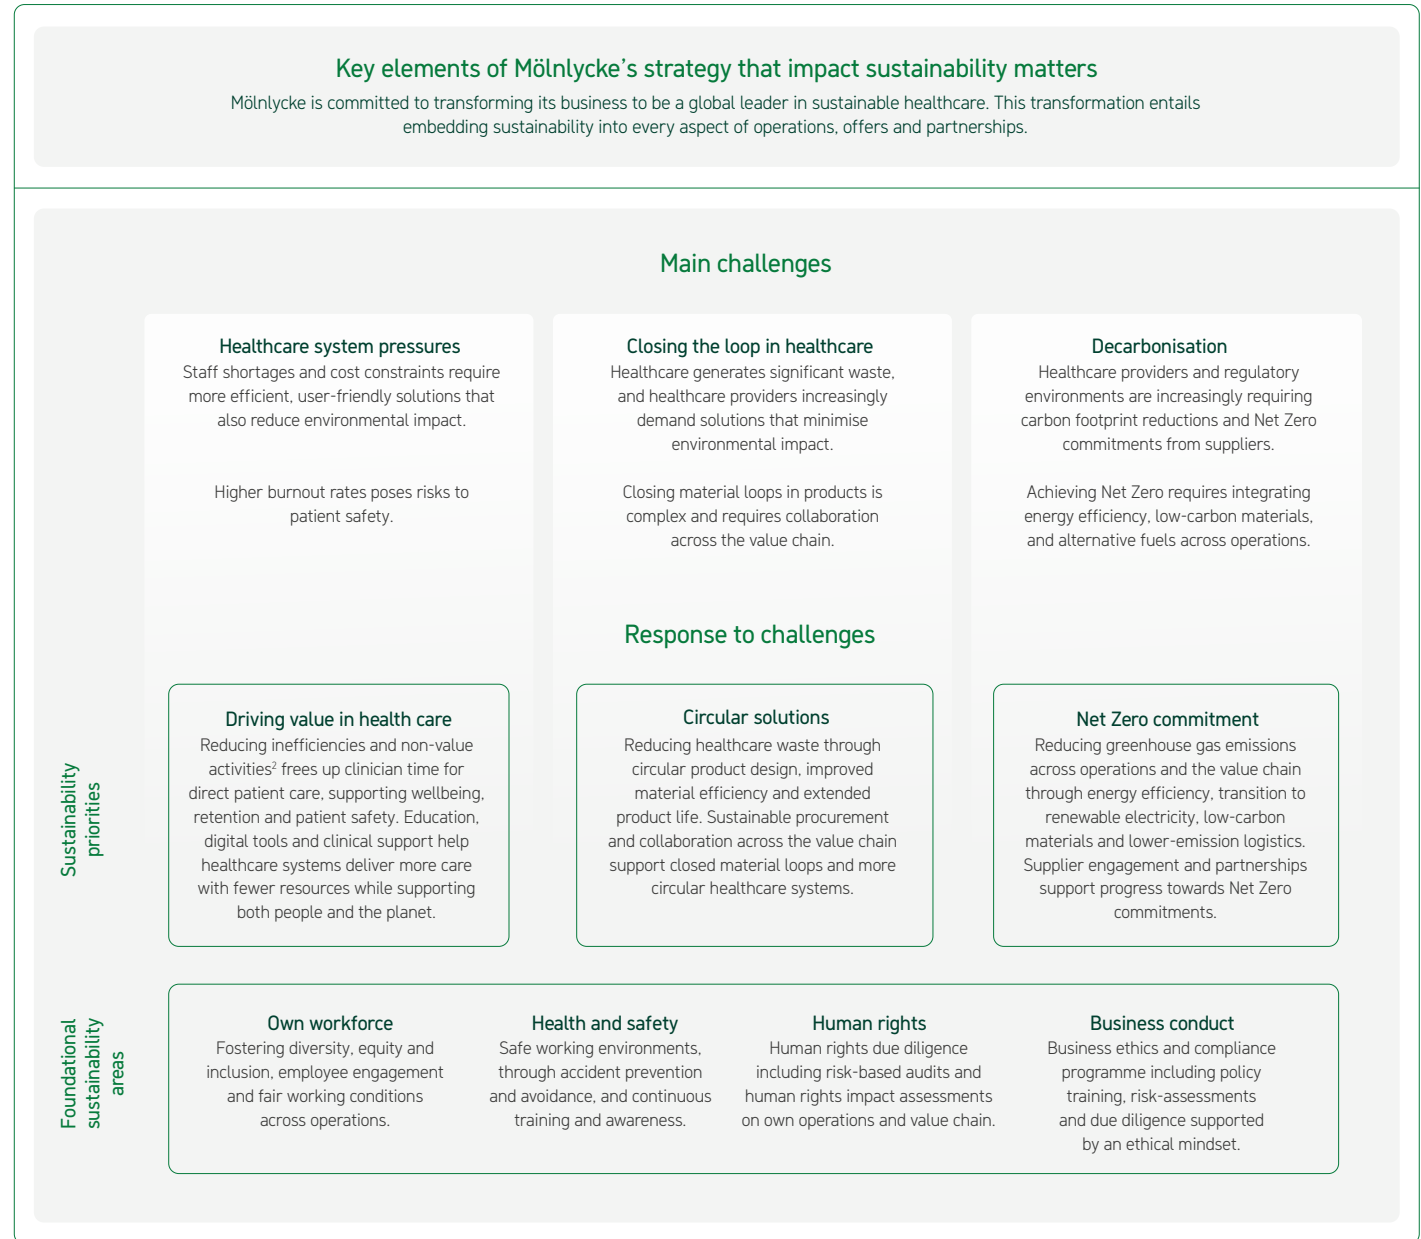 Key elements of Mölnlycke's strategy that impact sustainability matters
Mölnlycke is committed to transforming its business to be a global leader in sustainable healthcare. This transformation entails
embedding sustainability into every aspect of operations, offers and partnerships.
Main challenges
Healthcare system pressures
Staff shortages and cost constraints require
more efficient, user-friendly solutions that
also reduce environmental impact.
Higher burnout rates poses risks to
patient safety.
Closing the loop in healthcare
Healthcare generates significant waste,
and healthcare providers increasingly
demand solutions that minimise
environmental impact.
Closing material loops in products is
complex and requires collaboration
across the value chain.
Decarbonisation
Healthcare providers and regulatory
environments are increasingly requiring
carbon footprint reductions and Net Zero
commitments from suppliers.
Achieving Net Zero requires integrating
energy efficiency, low-carbon materials,
and alternative fuels across operations.
Response to challenges
Sustainability
priorities
Driving value in health care
Reducing inefficiencies and non-value
activities² frees up clinician time for
direct patient care, supporting wellbeing,
retention and patient safety. Education,
digital tools and clinical support help
healthcare systems deliver more care
with fewer resources while supporting
both people and the planet.
Circular solutions
Reducing healthcare waste through
circular product design, improved
material efficiency and extended
product life. Sustainable procurement
and collaboration across the value chain
support closed material loops and more
circular healthcare systems.
Net Zero commitment
Reducing greenhouse gas emissions
across operations and the value chain
through energy efficiency, transition to
renewable electricity, low-carbon
materials and lower-emission logistics.
Supplier engagement and partnerships
support progress towards Net Zero
commitments.
Foundational
sustainability
areas
Own workforce
Fostering diversity, equity and
inclusion, employee engagement
and fair working conditions
across operations.
Health and safety
Safe working environments,
through accident prevention
and avoidance, and continuous
training and awareness.
Human rights
Human rights due diligence
including risk-based audits and
human rights impact assessments
on own operations and value chain.
Business conduct
Business ethics and compliance
programme including policy
training, risk-assessments
and due diligence supported
by an ethical mindset.